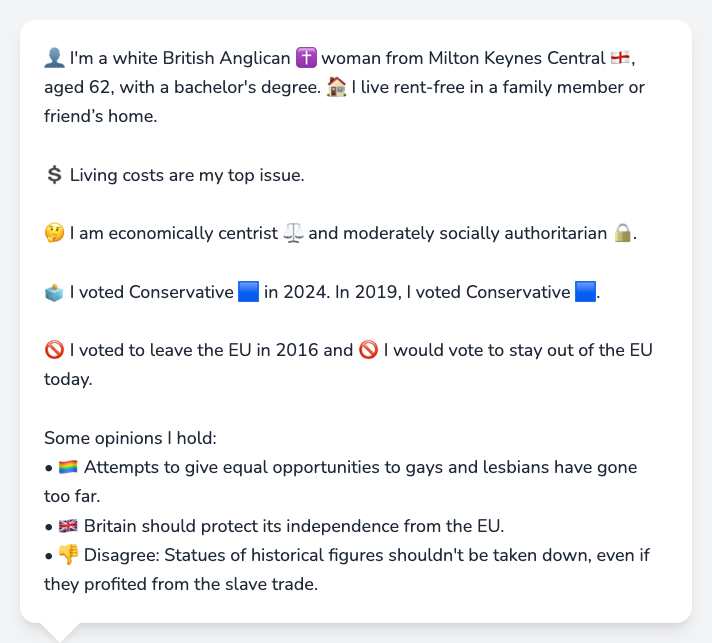 👤 I'm a white British Anglican ✝️ woman from Milton Keynes Central 🏴󠁧󠁢󠁥󠁮󠁧󠁿,
aged 62, with a bachelor's degree. 🏠 I live rent-free in a family member or
friend’s home.
💲 Living costs are my top issue.
🤔 I am economically centrist ⚖️ and moderately socially authoritarian 🔒.
🗳️ I voted Conservative 🟦 in 2024. In 2019, I voted Conservative 🟦.
🚫 I voted to leave the EU in 2016 and 🚫 I would vote to stay out of the EU
today.
Some opinions I hold:
• 🏳️‍🌈 Attempts to give equal opportunities to gays and lesbians have gone
too far.
• 🇬🇧 Britain should protect its independence from the EU.
• 👎 Disagree: Statues of historical figures shouldn't be taken down, even if
they profited from the slave trade.